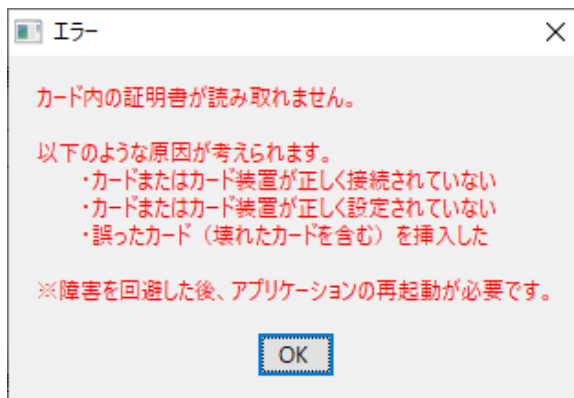 エラー
カード内の証明書が読み取れません。
以下のような原因が考えられます。
・カードまたはカード装置が正しく接続されていない
・カードまたはカード装置が正しく設定されていない
・誤ったカード（壊れたカードを含む）を挿入した
※障害を回避した後、アプリケーションの再起動が必要です。
OK